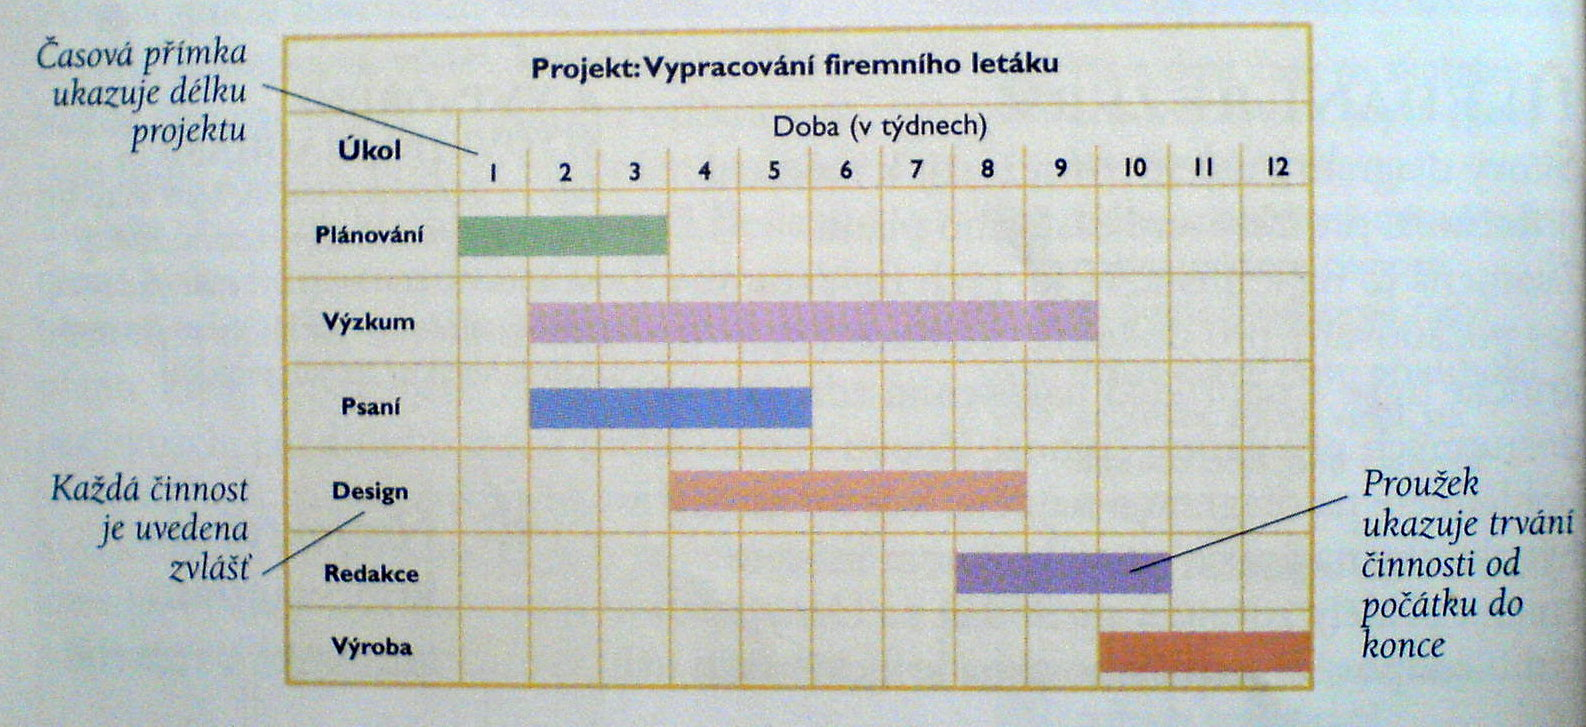 Časová přímka
ukazuje délku
projektu
Projekt: Vypracování firemního letáku
Úkol
Doba (v týdnech)
1 2 3 4 5 6 7 8 9 10 11 12
Plánování
Výzkum
Psaní
Každá činnost
je uvedena
zvlášť
Design
Redakce
Výroba
Proužek
ukazuje trvání
činnosti od
počátku do
konce